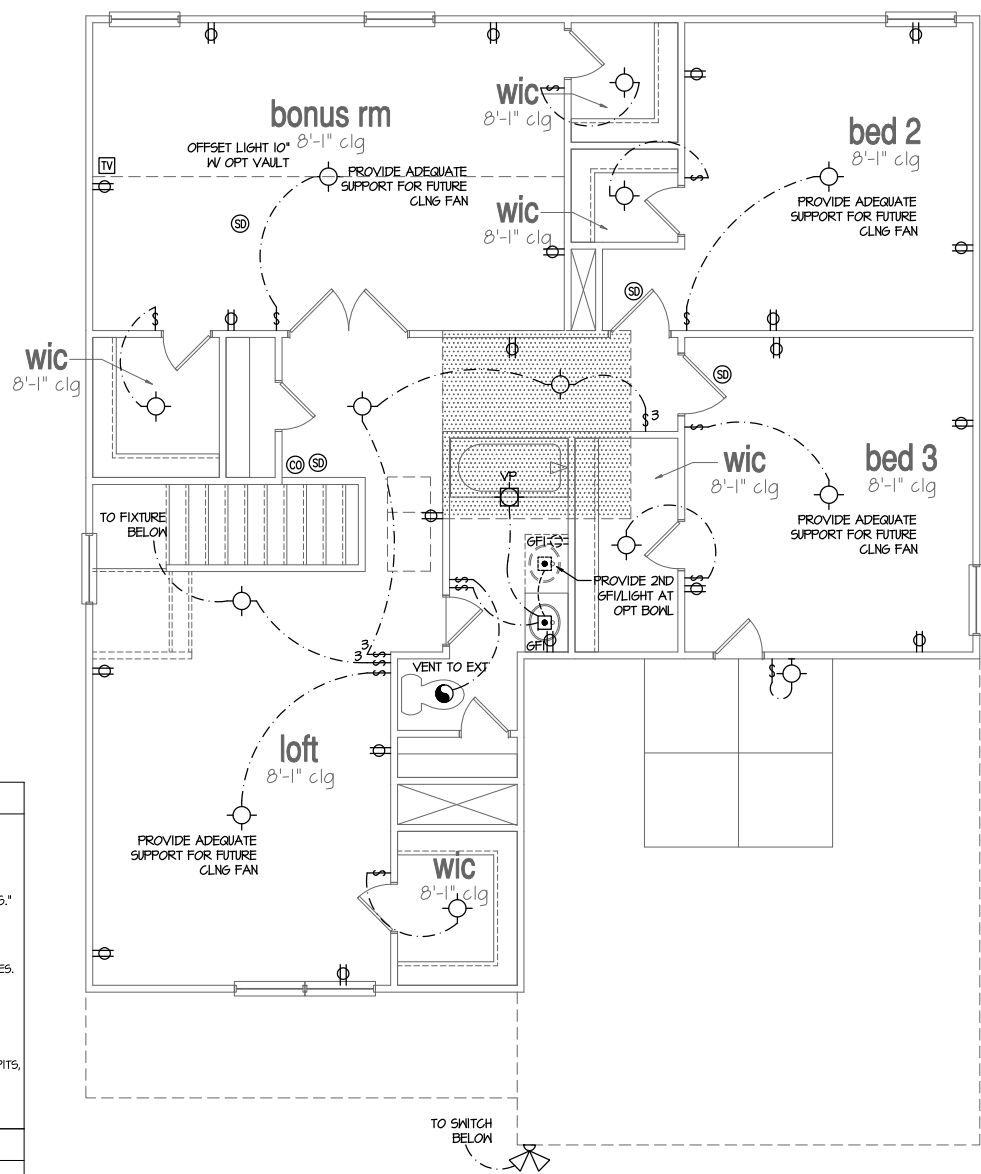 bonus rm
8'-1" clg
OFFSET LIGHT 10"
W/ OPT VAULT
PROVIDE ADEQUATE
SUPPORT FOR FUTURE
CLNG FAN
TV
SD
wic
8'-1" clg
wic
8'-1" clg
bed 2
8'-1" clg
PROVIDE ADEQUATE
SUPPORT FOR FUTURE
CLNG FAN
SD
wic
8'-1" clg
SD
3
CO
SD
wic
8'-1" clg
bed 3
8'-1" clg
PROVIDE ADEQUATE
SUPPORT FOR FUTURE
CLNG FAN
VP
TO FIXTURE
BELOW
GFI
PROVIDE 2ND
GFI/LIGHT AT
OPT BOWL
GFI
3
3
VENT TO EXT
loft
8'-1" clg
PROVIDE ADEQUATE
SUPPORT FOR FUTURE
CLNG FAN
wic
8'-1" clg
TO SWITCH
BELOW
PITS,